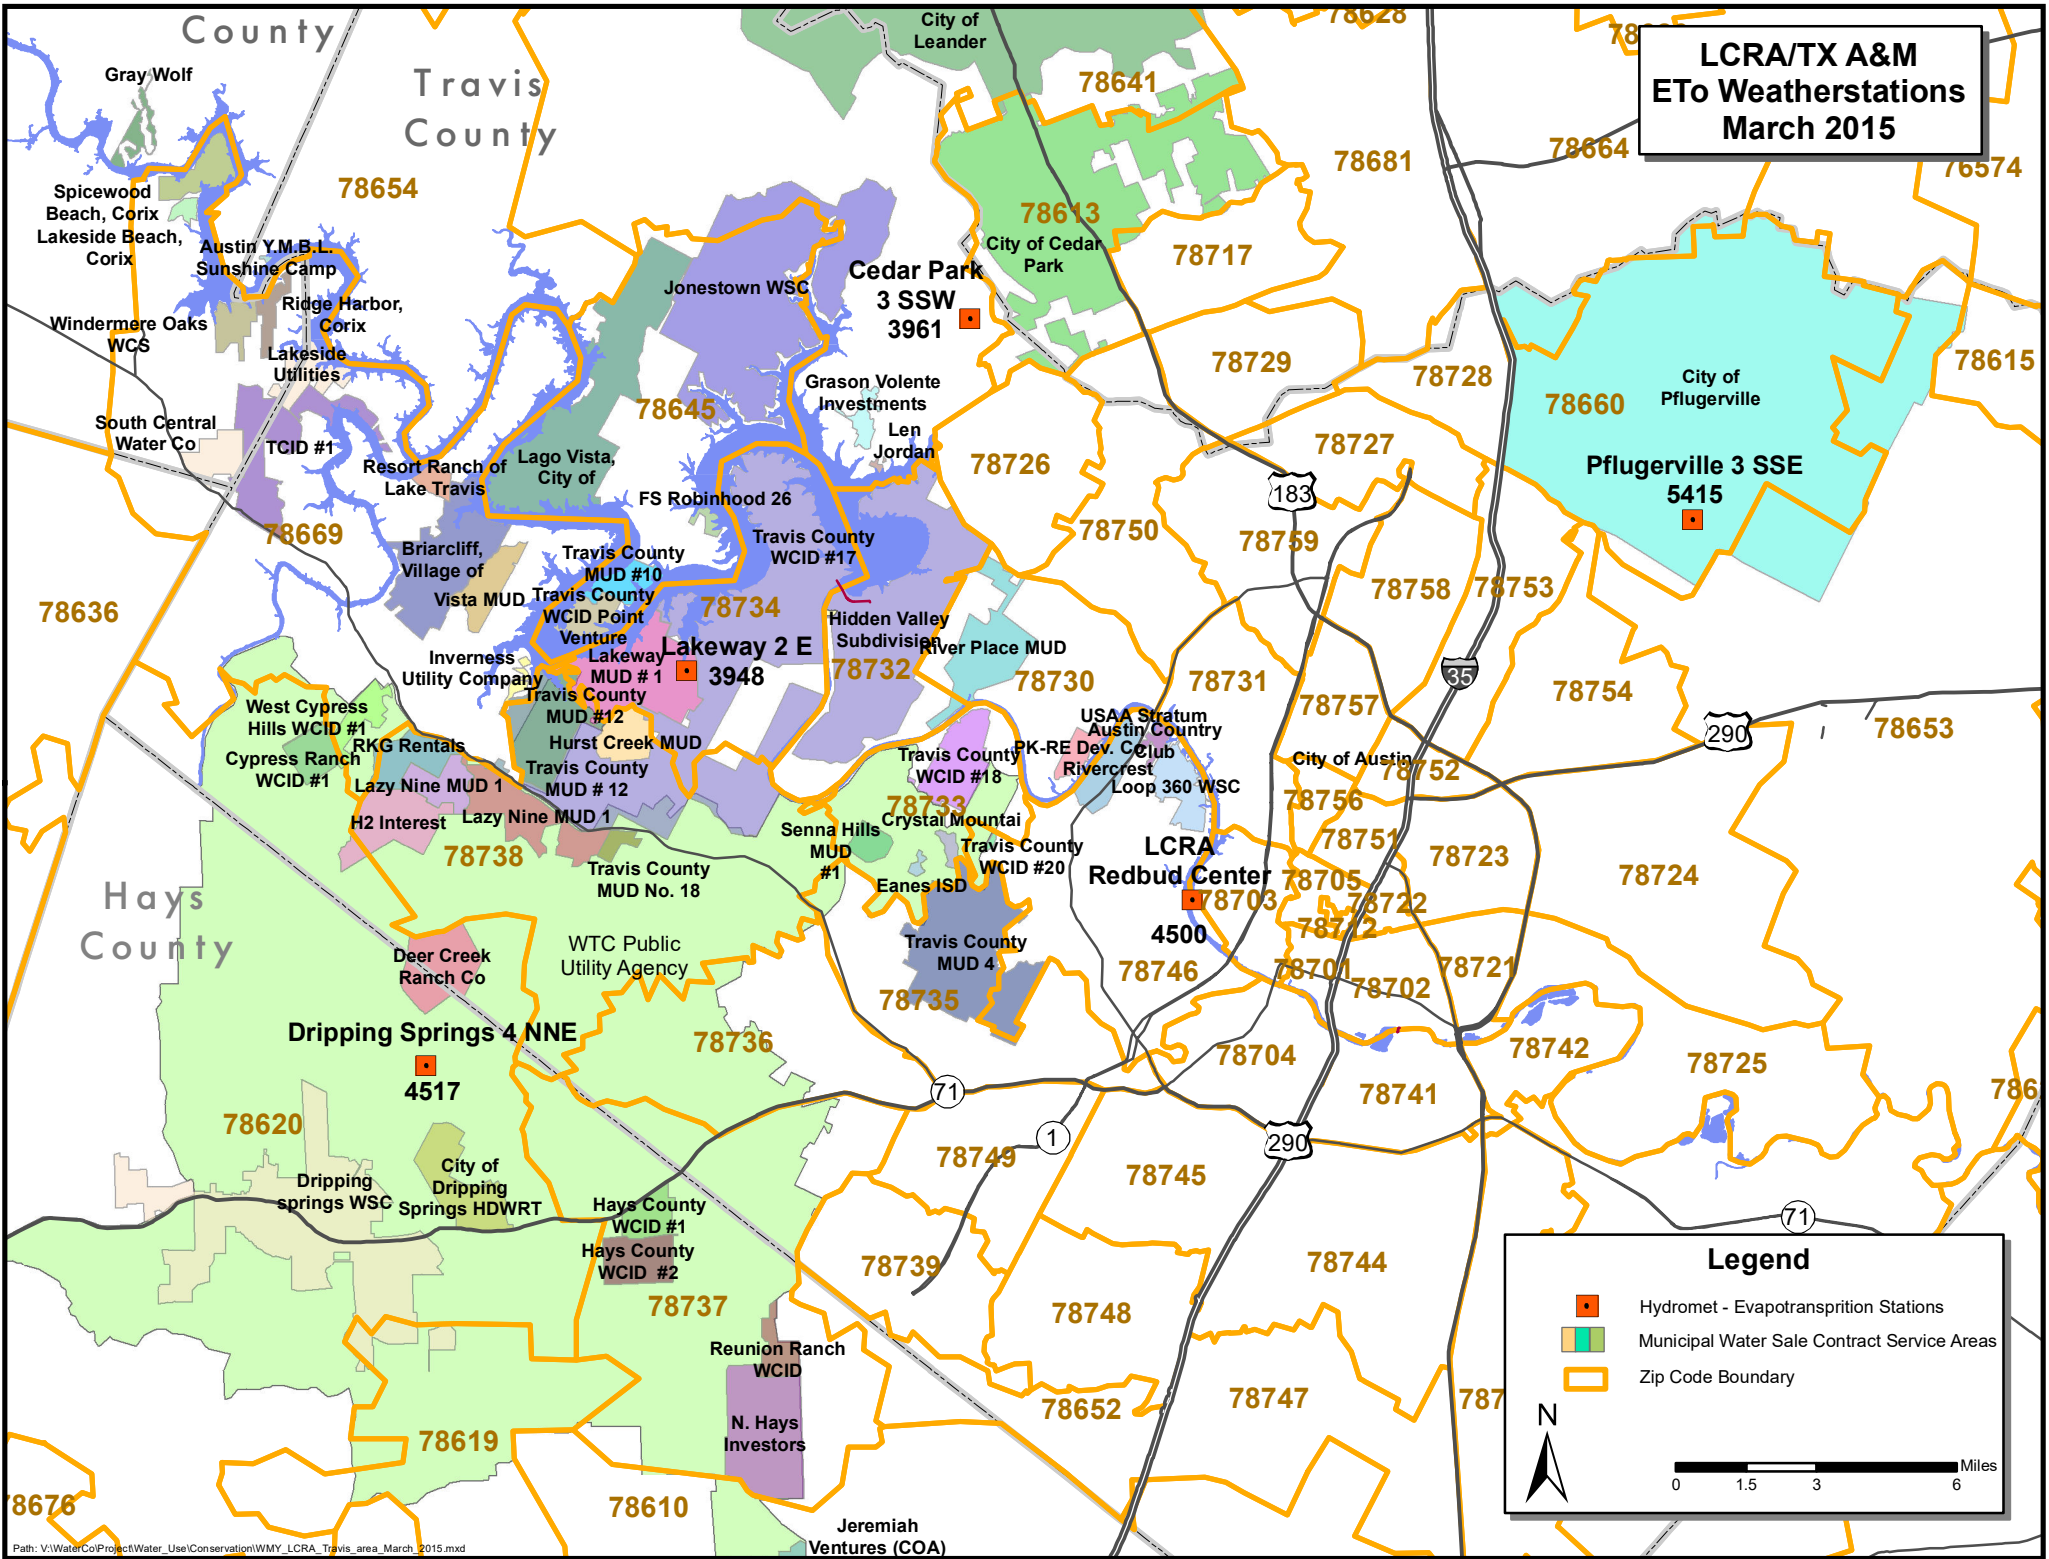 County
Travis
County
Hays
County
LCRA/TX A&M
ETo Weatherstations
March 2015
City of
Leander
Gray Wolf
78628
78641
78654
78681
78664
76574
Spicewood
Beach, Corix
Lakeside Beach,
Corix
Austin Y.M.B.L.
Sunshine Camp
Ridge Harbor,
Corix
Windermere Oaks
WCS
Lakeside
Utilities
Jonestown WSC
Cedar Park
3 SSW
3961
78613
City of Cedar
Park
78717
78729
78728
78615
City of
Pflugerville
78660
Pflugerville 3 SSE
5415
78645
Grason Volente
Investments
Len
Jordan
South Central
Water Co
TCID #1
Resort Ranch of
Lake Travis
Lago Vista,
City of
FS Robinhood 26
78726
78727
183
78750
78759
78669
Briarcliff,
Village of
Vista MUD
Travis County
MUD #10
Travis County
WCID Point
Venture
Travis County
WCID #17
78734
Hidden Valley
Subdivision
River Place MUD
78758
78753
78636
Inverness
Utility Company
Lakeway
MUD # 1
Lakeway 2 E
3948
78732
78730
78731
35
78754
78757
290
78653
West Cypress
Hills WCID #1
Cypress Ranch
WCID #1
RKG Rentals
Travis County
MUD #12
Hurst Creek MUD
Travis County
MUD # 12
Lazy Nine MUD 1
H2 Interest
Lazy Nine MUD 1
USAA Stratum
Austin Country
Club
PK-RE Dev. Co
Rivercrest
Loop 360 WSC
Travis County
WCID #18
City of Austin
78752
78756
78733
Crystal Mountai
78751
78723
Senna Hills
MUD
#1
Travis County
WCID #20
Eanes ISD
LCRA
Redbud Center
4500
78703
78705
78722
78712
78724
78738
Travis County
MUD No. 18
WTC Public
Utility Agency
Deer Creek
Ranch Co
Travis County
MUD 4
78735
78746
78701
78702
78721
Dripping Springs 4 NNE
4517
78736
78704
78742
78725
71
78741
78620
1
290
78749
78745
Dripping
springs WSC
City of
Dripping
Springs HDWRT
Hays County
WCID #1
Hays County
WCID #2
78737
78739
78744
71
78748
Reunion Ranch
WCID
N. Hays
Investors
78652
78747
78619
78676
78610
Jeremiah
Ventures (COA)
Legend
Hydromet - Evapotransprition Stations
Municipal Water Sale Contract Service Areas
Zip Code Boundary
N
Miles
0 1.5 3 6
Path: V:\WaterCo\Project\Water_Use\Conservation\WMY_LCRA_Travis_area_March_2015.mxd